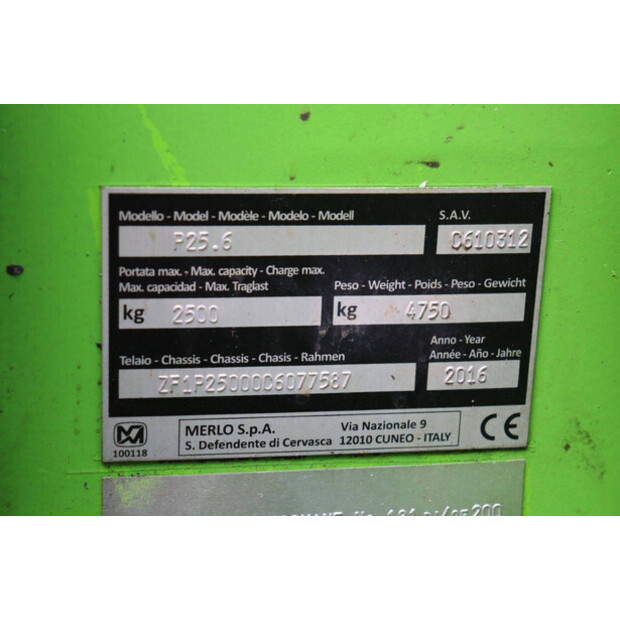 Modello - Model - Modèle - Modelo - Modell
S.A.V.
P25.6
C610312
Portata max. - Max. capacity - Charge max.
Max. capacidad - Max. Traglast
Peso - Weight - Poids - Peso - Gewicht
kg 2500
kg 4750
Telaio - Chassis - Chassis - Chasis - Rahmen
Anno - Year
Année - Año - Jahre
ZF1P25000C6077587
2016
100118
MERLO S.p.A.
S. Defendente di Cervasca
Via Nazionale 9
12010 CUNEO - ITALY
CE